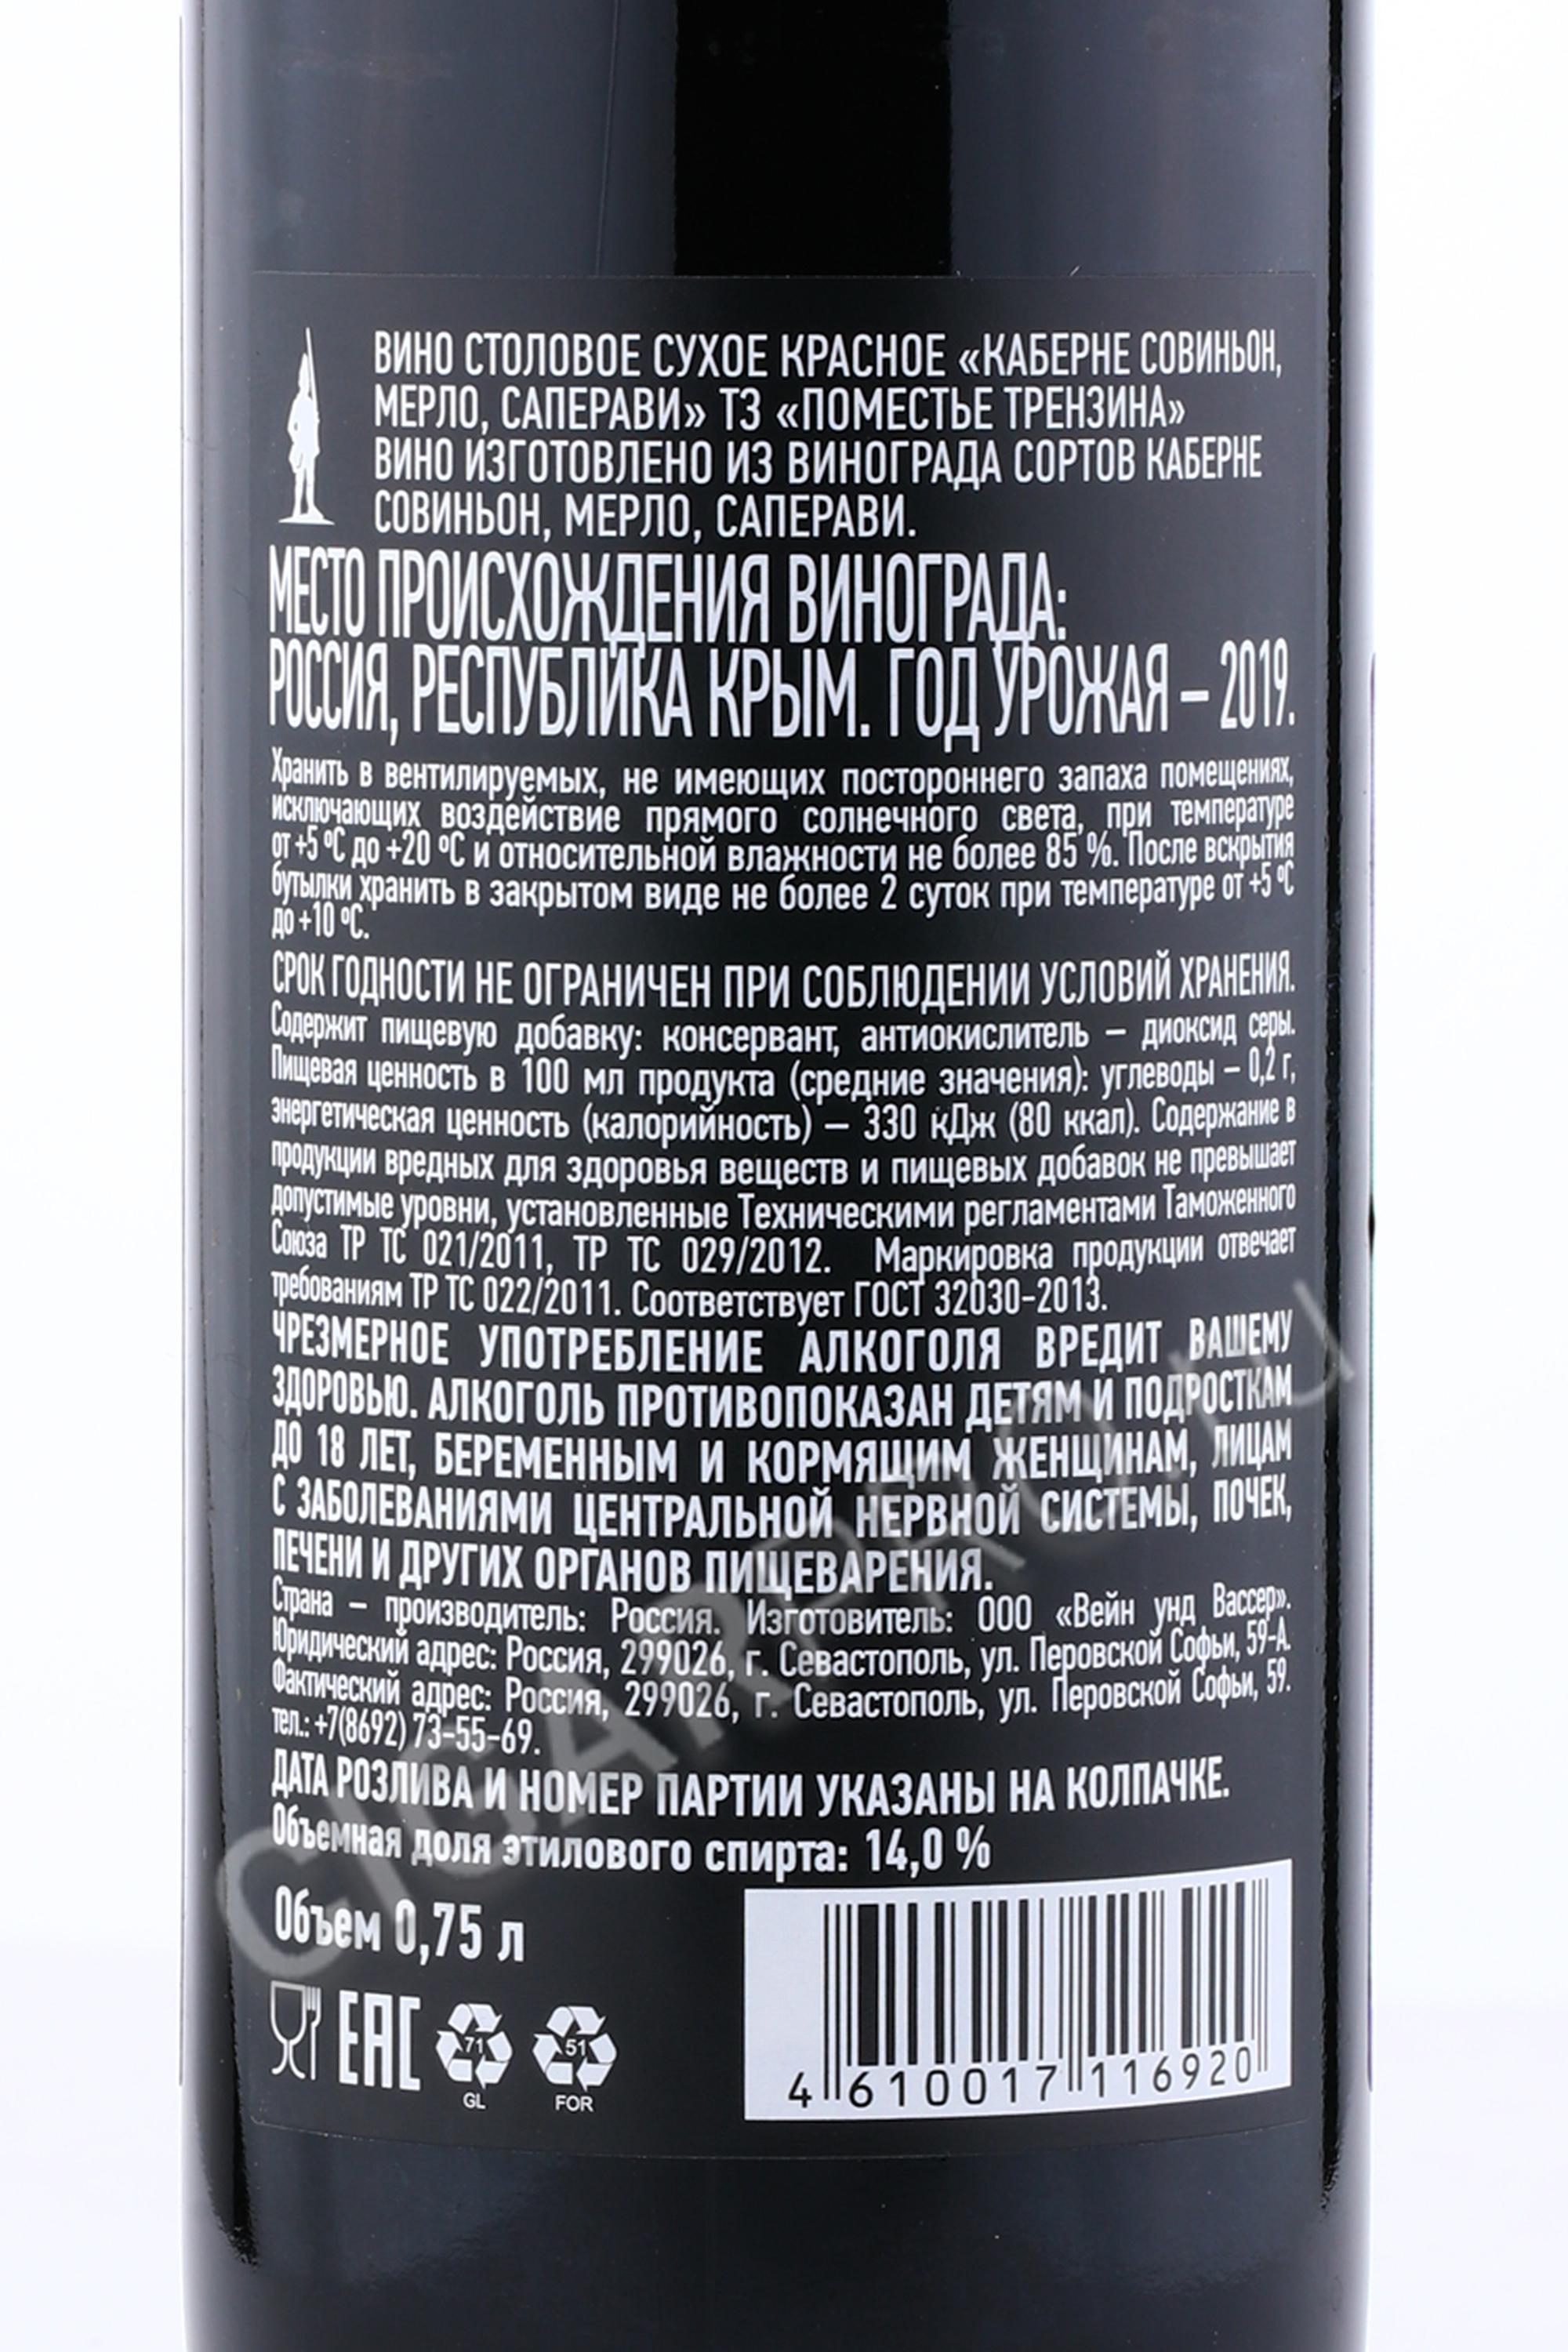 ВИНО СТОЛОВОЕ СУХОЕ КРАСНОЕ «КАБЕРНЕ СОВИНЬОН,
МЕРЛО, САПЕРАВИ» ТЗ «ПОМЕСТЬЕ ТРЕНЗИНА»
ВИНО ИЗГОТОВЛЕНО ИЗ ВИНОГРАДА СОРТОВ КАБЕРНЕ
СОВИНЬОН, МЕРЛО, САПЕРАВИ.
МЕСТО ПРОИСХОЖДЕНИЯ ВИНОГРАДА:
РОССИЯ, РЕСПУБЛИКА КРЫМ. ГОД УРОЖАЯ – 2019.
Хранить в вентилируемых, не имеющих постороннего запаха помещениях,
исключающих воздействие прямого солнечного света, при температуре
от +5 ºС до +20 ºС и относительной влажности не более 85 %. После вскрытия
бутылки хранить в закрытом виде не более 2 суток при температуре от +5 ºС
до +10 ºС.
СРОК ГОДНОСТИ НЕ ОГРАНИЧЕН ПРИ СОБЛЮДЕНИИ УСЛОВИЙ ХРАНЕНИЯ.
Содержит пищевую добавку: консервант, антиокислитель – диоксид серы.
Пищевая ценность в 100 мл продукта (средние значения): углеводы – 0,2 г,
энергетическая ценность (калорийность) – 330 кДж (80 ккал). Содержание в
продукции вредных для здоровья веществ и пищевых добавок не превышает
допустимые уровни, установленные Техническими регламентами Таможенного
Союза ТР ТС 021/2011, ТР ТС 029/2012. Маркировка продукции отвечает
требованиям ТР ТС 022/2011. Соответствует ГОСТ 32030-2013.
ЧРЕЗМЕРНОЕ УПОТРЕБЛЕНИЕ АЛКОГОЛЯ ВРЕДИТ ВАШЕМУ
ЗДОРОВЬЮ. АЛКОГОЛЬ ПРОТИВОПОКАЗАН ДЕТЯМ И ПОДРОСТКАМ
ДО 18 ЛЕТ, БЕРЕМЕННЫМ И КОРМЯЩИМ ЖЕНЩИНАМ, ЛИЦАМ
С ЗАБОЛЕВАНИЯМИ ЦЕНТРАЛЬНОЙ НЕРВНОЙ СИСТЕМЫ, ПОЧЕК,
ПЕЧЕНИ И ДРУГИХ ОРГАНОВ ПИЩЕВАРЕНИЯ.
Страна – производитель: Россия. Изготовитель: ООО «Вейн унд Вассер».
Юридический адрес: Россия, 299026, г. Севастополь, ул. Перовской Софьи, 59-А.
Фактический адрес: Россия, 299026, г. Севастополь, ул. Перовской Софьи, 59.
тел.: +7(8692) 73-55-69.
ДАТА РОЗЛИВА И НОМЕР ПАРТИИ УКАЗАНЫ НА КОЛПАЧКЕ.
Объемная доля этилового спирта: 14,0 %
Объем 0,75 л
EAC
71
GL
51
FOR
4 610017 116920
CIGARPRO.ru